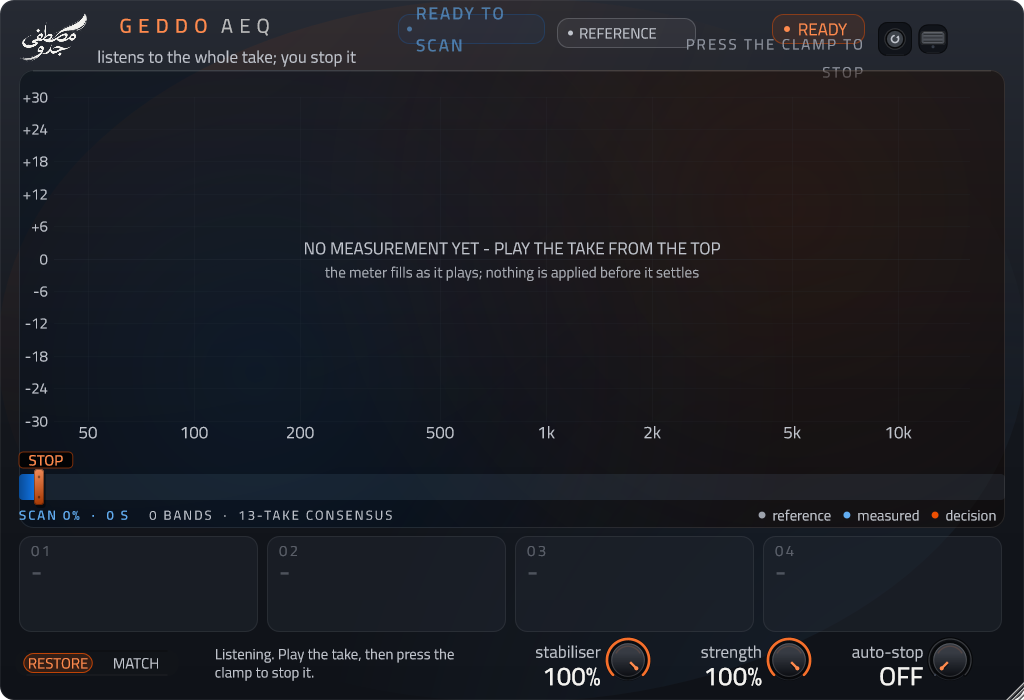 مصطفى
جدو
GEDDO AEQ
listens to the whole take; you stop it
READY TO
SCAN
REFERENCE
READY
PRESS THE CLAMP TO
STOP
+30
+24
+18
+12
+6
0
-6
-12
-18
-24
-30
50 100 200 500 1k 2k 5k 10k
NO MEASUREMENT YET - PLAY THE TAKE FROM THE TOP
the meter fills as it plays; nothing is applied before it settles
STOP
SCAN 0% · 0 S 0 BANDS · 13-TAKE CONSENSUS
reference measured decision
01 02 03 04
– – – –
RESTORE MATCH
Listening. Play the take, then press the
clamp to stop it.
stabiliser
100%
strength
100%
auto-stop
OFF